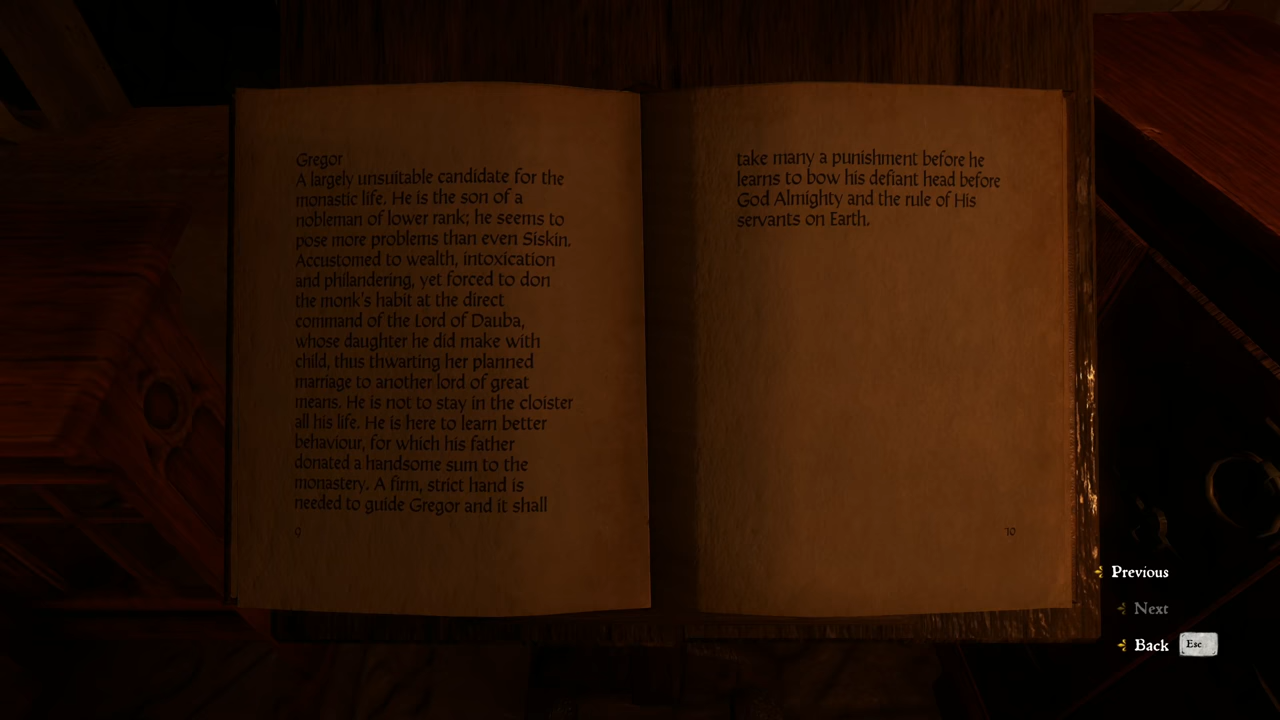 Gregor
A largely unsuitable candidate for the
monastic life. He is the son of a
nobleman of lower rank; he seems to
pose more problems than even Siskin.
Accustomed to wealth, intoxication
and philandering, yet forced to don
the monk's habit at the direct
command of the Lord of Dauba,
whose daughter he did make with
child, thus thwarting her planned
marriage to another lord of great
means. He is not to stay in the cloister
all his life. He is here to learn better
behaviour, for which his father
donated a handsome sum to the
monastery. A firm, strict hand is
needed to guide Gregor and it shall
9
take many a punishment before he
learns to bow his defiant head before
God Almighty and the rule of His
servants on Earth.
10
Previous
Next
Back Esc